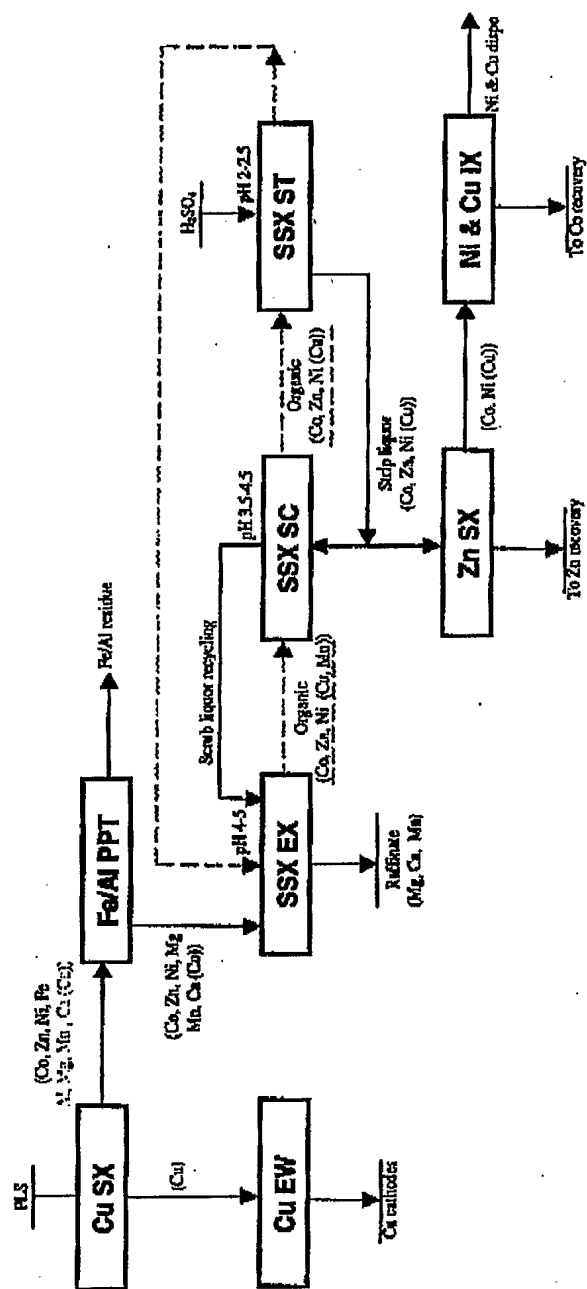 PLS
Cu SX
(Co, Zn, Ni, Fe
Al, Mg, Mn, Ca (Cu))
Fe/Al PPT
Fe/Al residue
(Cu)
Cu EW
Cu cathodes
(Co, Zn, Ni, Mg
Mn, Ca (Cu))
pH 4-5
SSX EX
Raffinate
(Mg, Ca, Mn)
Scrub liquor recycling
Organic
(Co, Zn, Ni (Cu, Mn))
pH 3.5-4.5
SSX SC
Organic
(Co, Zn, Ni (Cu))
H₂SO₄
pH 2-2.5
SSX ST
Strip liquor
(Co, Zn, Ni (Cu))
Zn SX
To Zn recovery
(Co, Ni (Cu))
Ni & Cu IX
Ni & Cu dispo
To Co recovery